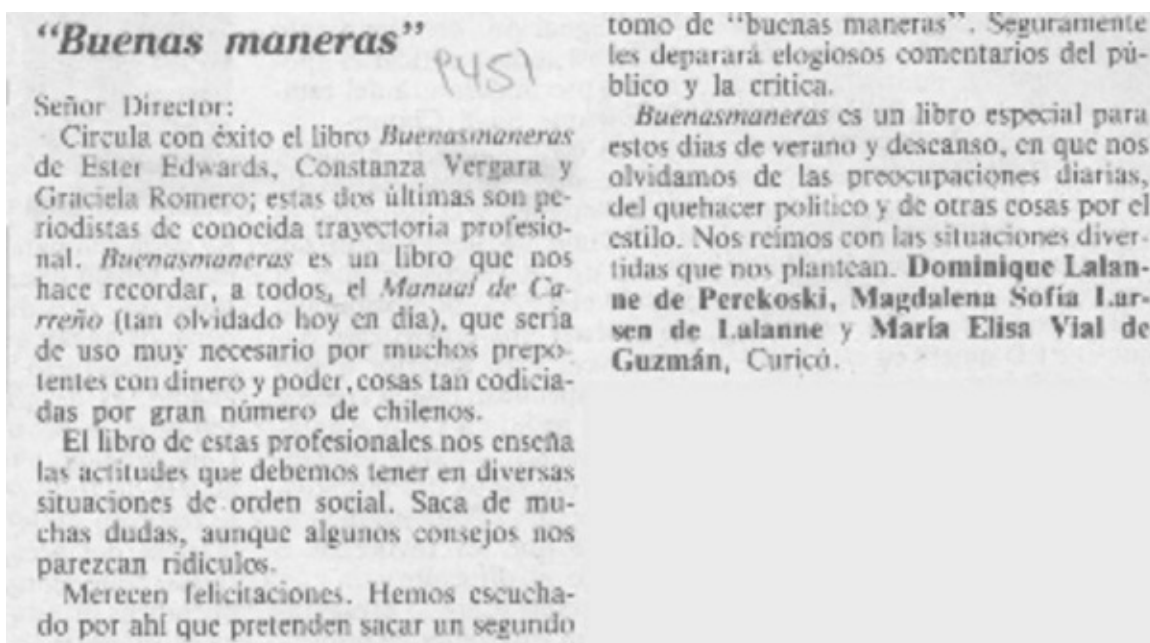 “Buenas maneras”
P451
Señor Director:
Circula con éxito el libro Buenasmaneras
de Ester Edwards, Constanza Vergara y
Graciela Romero; estas dos últimas son pe-
riodistas de conocida trayectoria profesio-
nal. Buenasmaneras es un libro que nos
hace recordar, a todos, el Manual de Ca-
rreño (tan olvidado hoy en día), que sería
de uso muy necesario por muchos prepo-
tentes con dinero y poder, cosas tan codicia-
das por gran número de chilenos.
El libro de estas profesionales nos enseña
las actitudes que debemos tener en diversas
situaciones de orden social. Saca de mu-
chas dudas, aunque algunos consejos nos
parezcan ridículos.
Merecen felicitaciones. Hemos escucha-
do por ahí que pretenden sacar un segundo
tomo de “buenas maneras”. Seguramente
les deparará elogiosos comentarios del pú-
blico y la crítica.
Buenasmaneras es un libro especial para
estos días de verano y descanso, en que nos
olvidamos de las preocupaciones diarias,
del quehacer político y de otras cosas por el
estilo. Nos reímos con las situaciones diver-
tidas que nos plantean. Dominique Lalan-
ne de Perekoski, Magdalena Sofía Lar-
sen de Lalanne y María Elisa Vial de
Guzmán, Curicó.